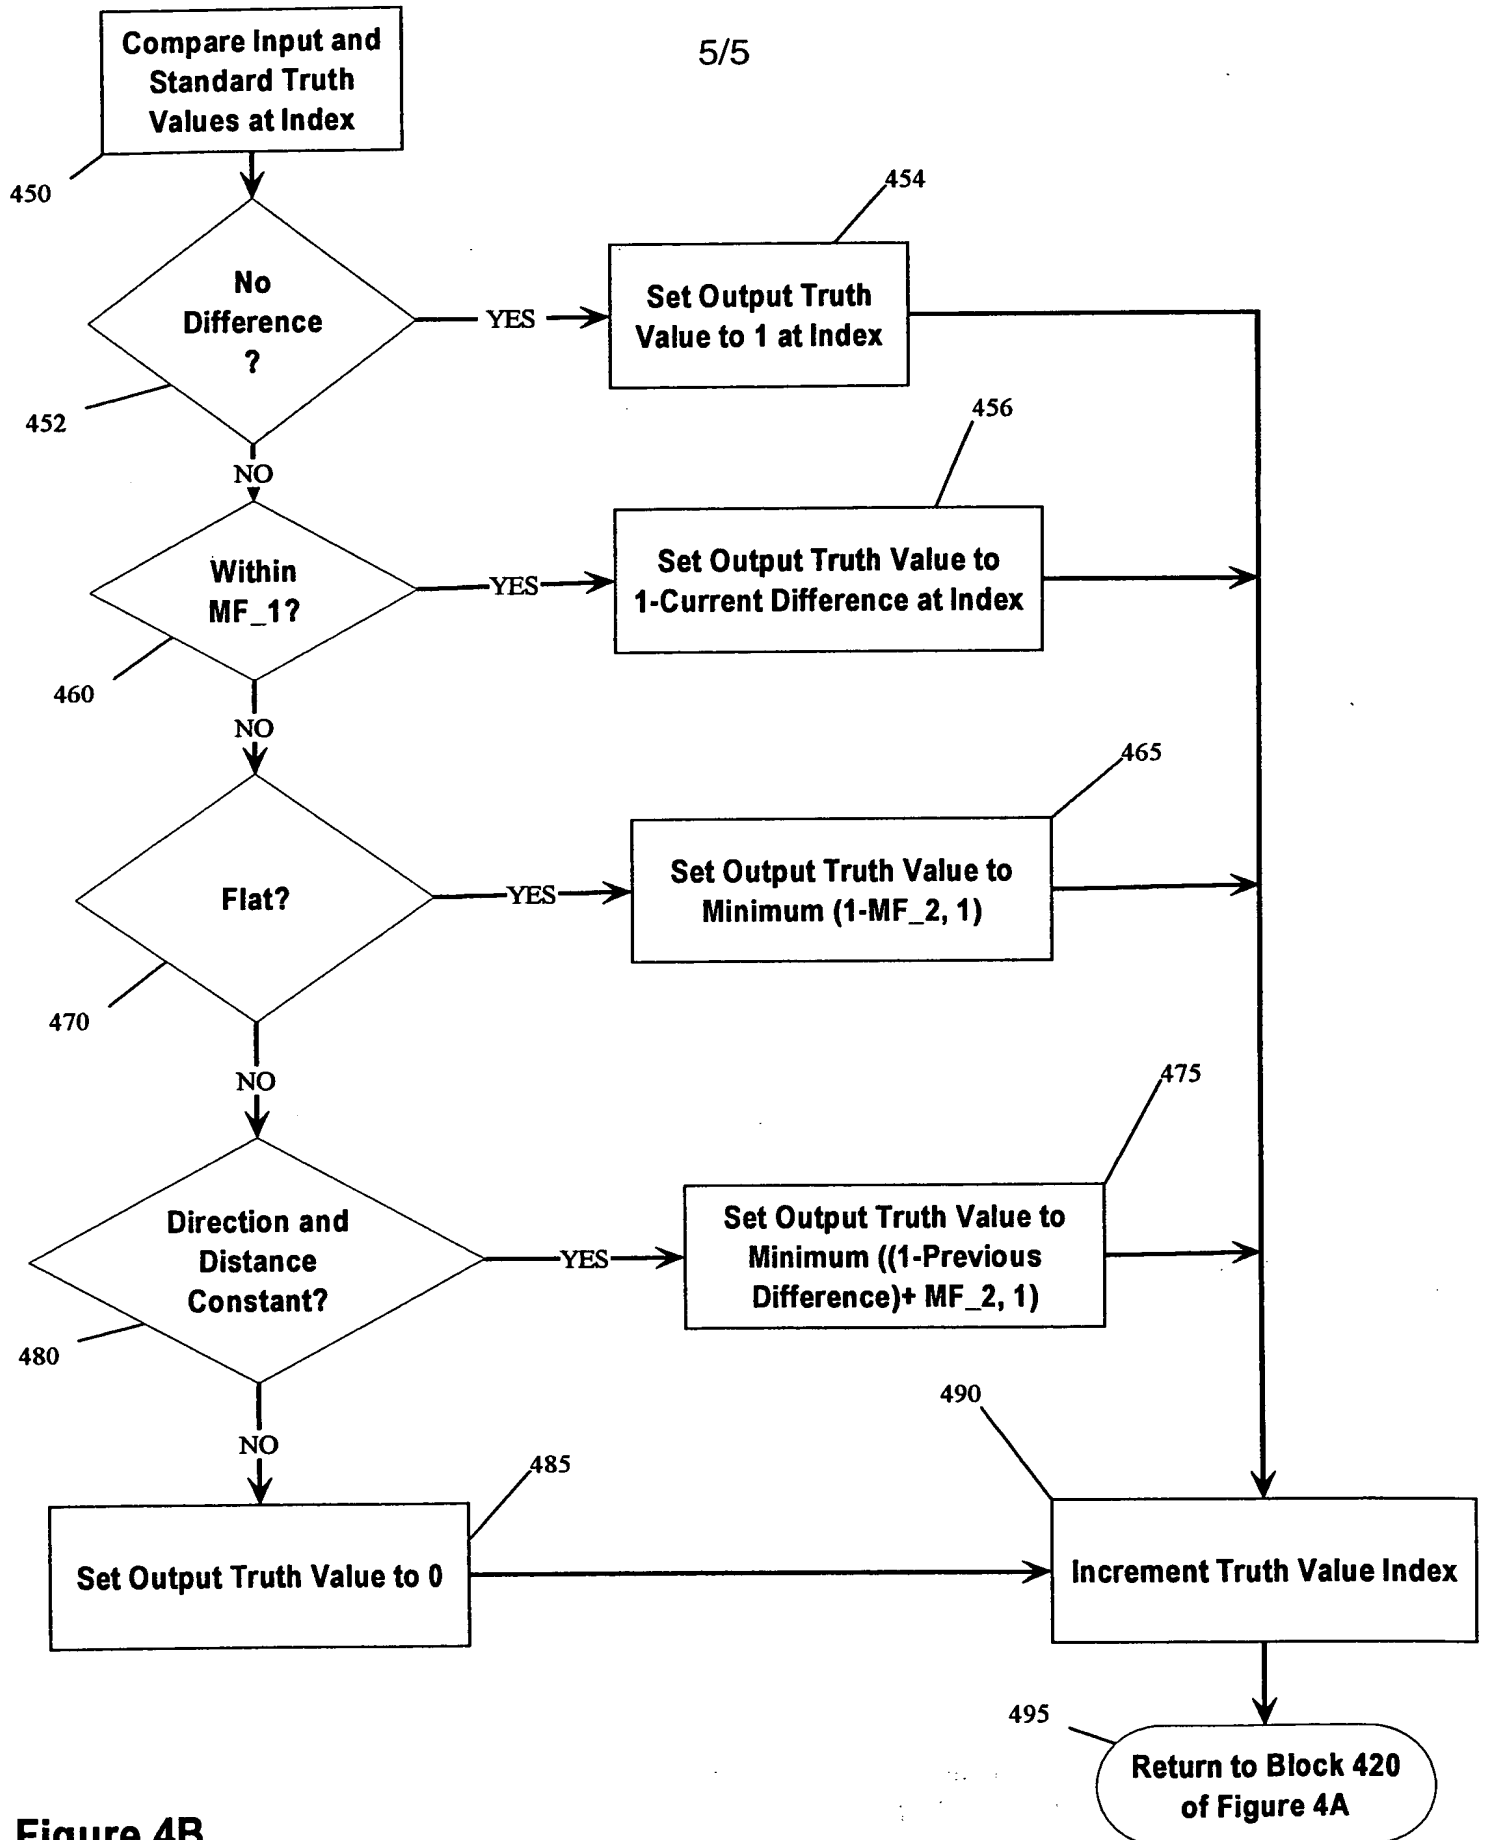 5/5
Compare Input and
Standard Truth
Values at Index
450
454
No
Difference
?
YES
Set Output Truth
Value to 1 at Index
452
456
NO
Within
MF_1?
YES
Set Output Truth Value to
1-Current Difference at Index
460
NO
465
Flat?
YES
Set Output Truth Value to
Minimum (1-MF_2, 1)
470
NO
475
Direction and
Distance
Constant?
YES
Set Output Truth Value to
Minimum ((1-Previous
Difference)+ MF_2, 1)
480
490
NO
485
Set Output Truth Value to 0
Increment Truth Value Index
495
Return to Block 420
of Figure 4A
Figure 4B